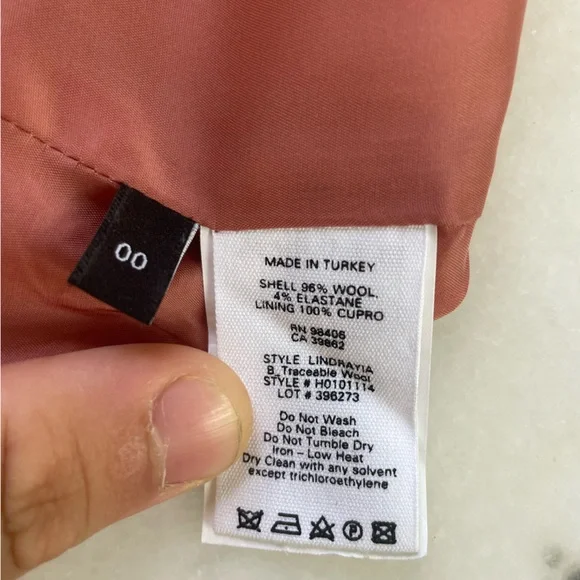 00
MADE IN TURKEY
SHELL 96% WOOL.
4% ELASTANE
LINING 100% CUPRO
RN 98406
CA 39862
STYLE LINDRAYIA
B_Traceable Wool
STYLE # H0101114
LOT # 396273
Do Not Wash
Do Not Bleach
Do Not Tumble Dry
Iron - Low Heat
Dry Clean with any solvent
except trichloroethylene
P